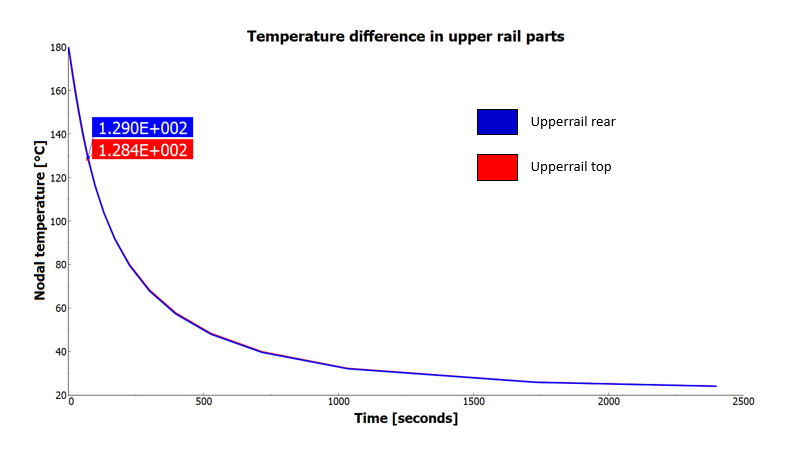 Temperature difference in upper rail parts
180
160
140
120
100
80
60
40
20
Nodal temperature [°C]
1.290E+002
1.284E+002
Upperrail rear
Upperrail top
0
500
1000
1500
2000
2500
Time [seconds]